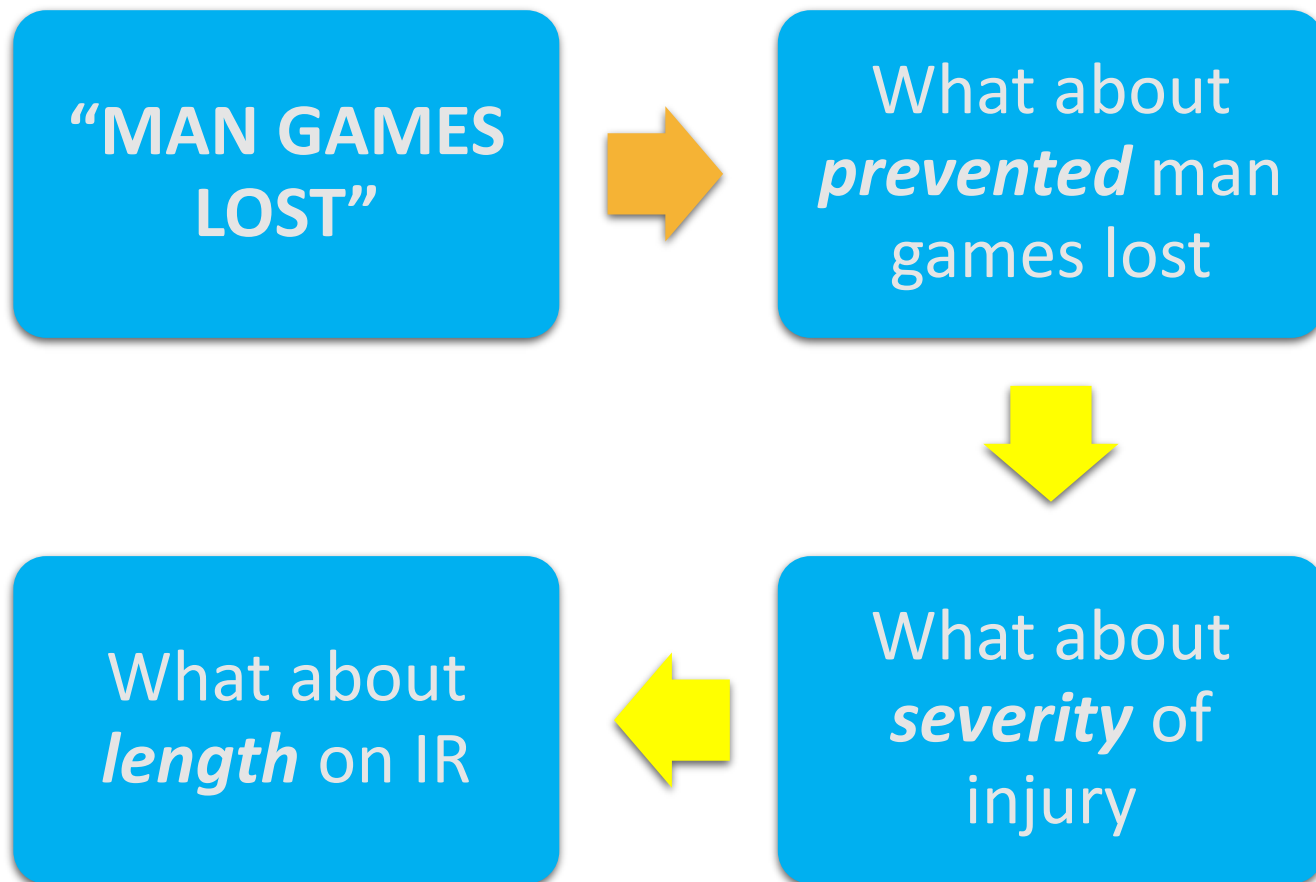 “MAN GAMES
LOST”
What about
prevented man
games lost
What about
severity of
injury
What about
length on IR